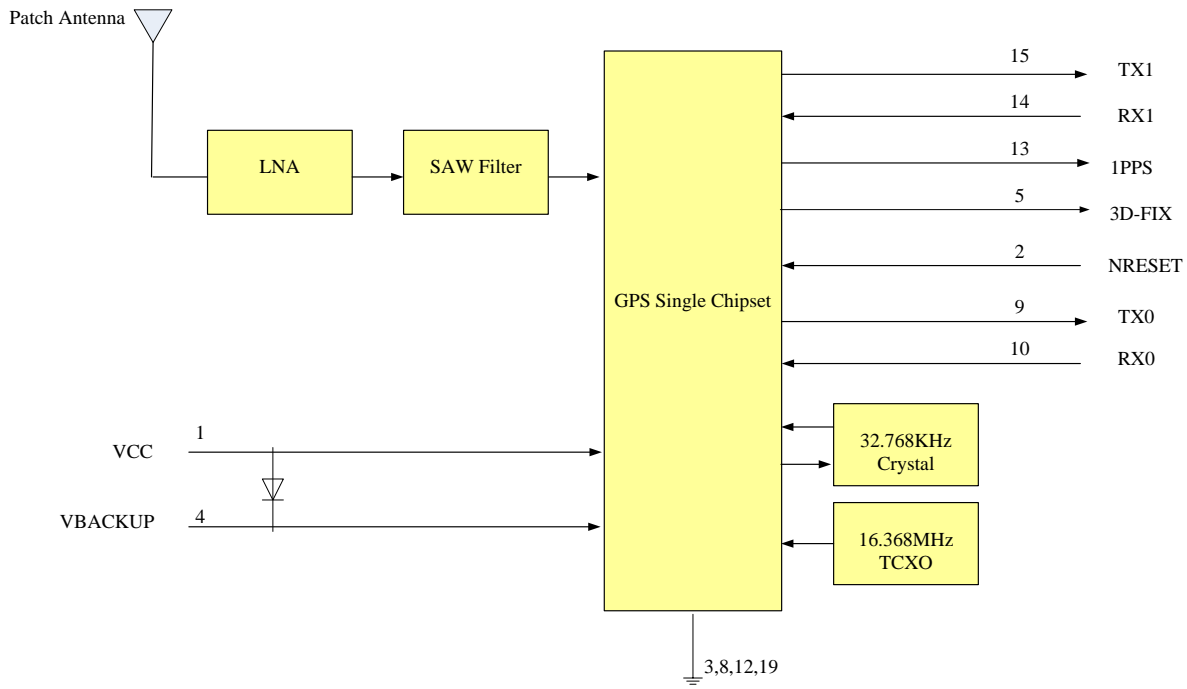 Patch Antenna
15
TX1
14
RX1
LNA
SAW Filter
13
1PPS
5
3D-FIX
2
NRESET
GPS Single Chipset
9
TX0
10
RX0
1
VCC
32.768KHz
Crystal
4
VBACKUP
16.368MHz
TCXO
3,8,12,19